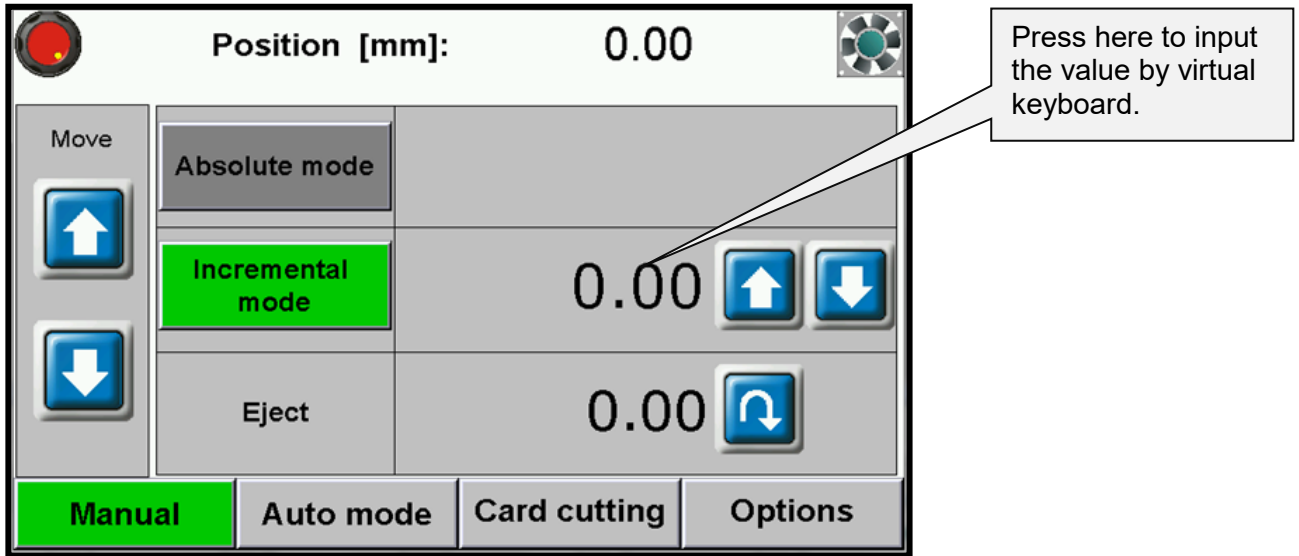 Position [mm]: 0.00
Press here to input
the value by virtual
keyboard.
Move
Absolute mode
Incremental
mode
0.00
Eject
0.00
Manual
Auto mode
Card cutting
Options